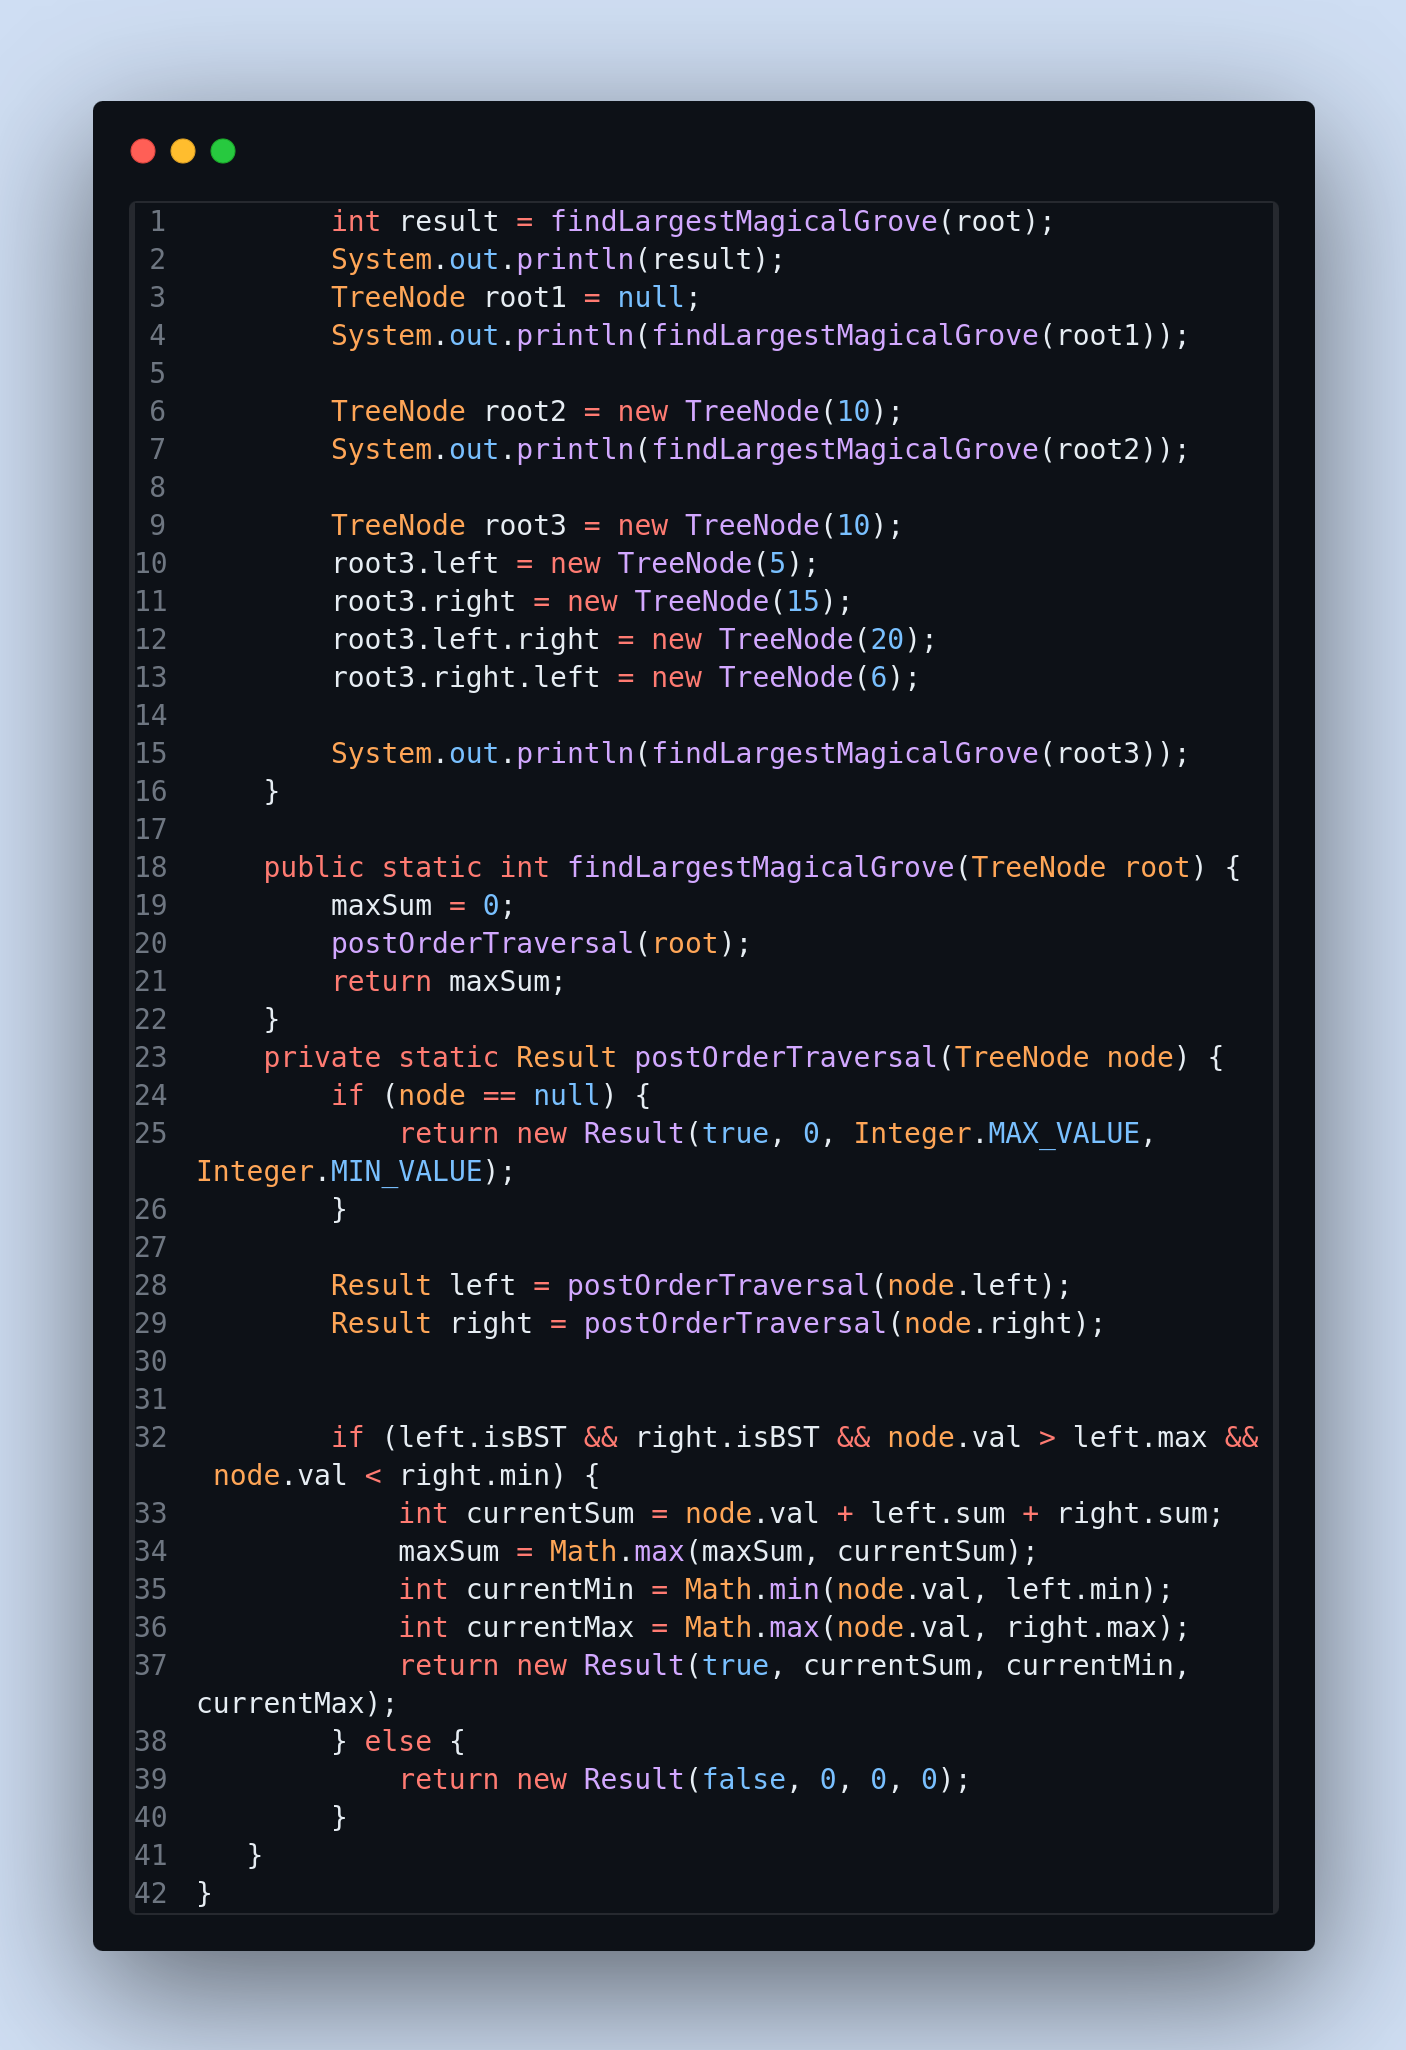 1        int result = findLargestMagicalGrove(root);
2        System.out.println(result);
3        TreeNode root1 = null;
4        System.out.println(findLargestMagicalGrove(root1));
5
6        TreeNode root2 = new TreeNode(10);
7        System.out.println(findLargestMagicalGrove(root2));
8
9        TreeNode root3 = new TreeNode(10);
10        root3.left = new TreeNode(5);
11        root3.right = new TreeNode(15);
12        root3.left.right = new TreeNode(20);
13        root3.right.left = new TreeNode(6);
14
15        System.out.println(findLargestMagicalGrove(root3));
16    }
17
18    public static int findLargestMagicalGrove(TreeNode root) {
19        maxSum = 0;
20        postOrderTraversal(root);
21        return maxSum;
22    }
23    private static Result postOrderTraversal(TreeNode node) {
24        if (node == null) {
25            return new Result(true, 0, Integer.MAX_VALUE,
Integer.MIN_VALUE);
26        }
27
28        Result left = postOrderTraversal(node.left);
29        Result right = postOrderTraversal(node.right);
30
31
32        if (left.isBST && right.isBST && node.val > left.max &&
node.val < right.min) {
33            int currentSum = node.val + left.sum + right.sum;
34            maxSum = Math.max(maxSum, currentSum);
35            int currentMin = Math.min(node.val, left.min);
36            int currentMax = Math.max(node.val, right.max);
37            return new Result(true, currentSum, currentMin,
currentMax);
38        } else {
39            return new Result(false, 0, 0, 0);
40        }
41   }
42 }